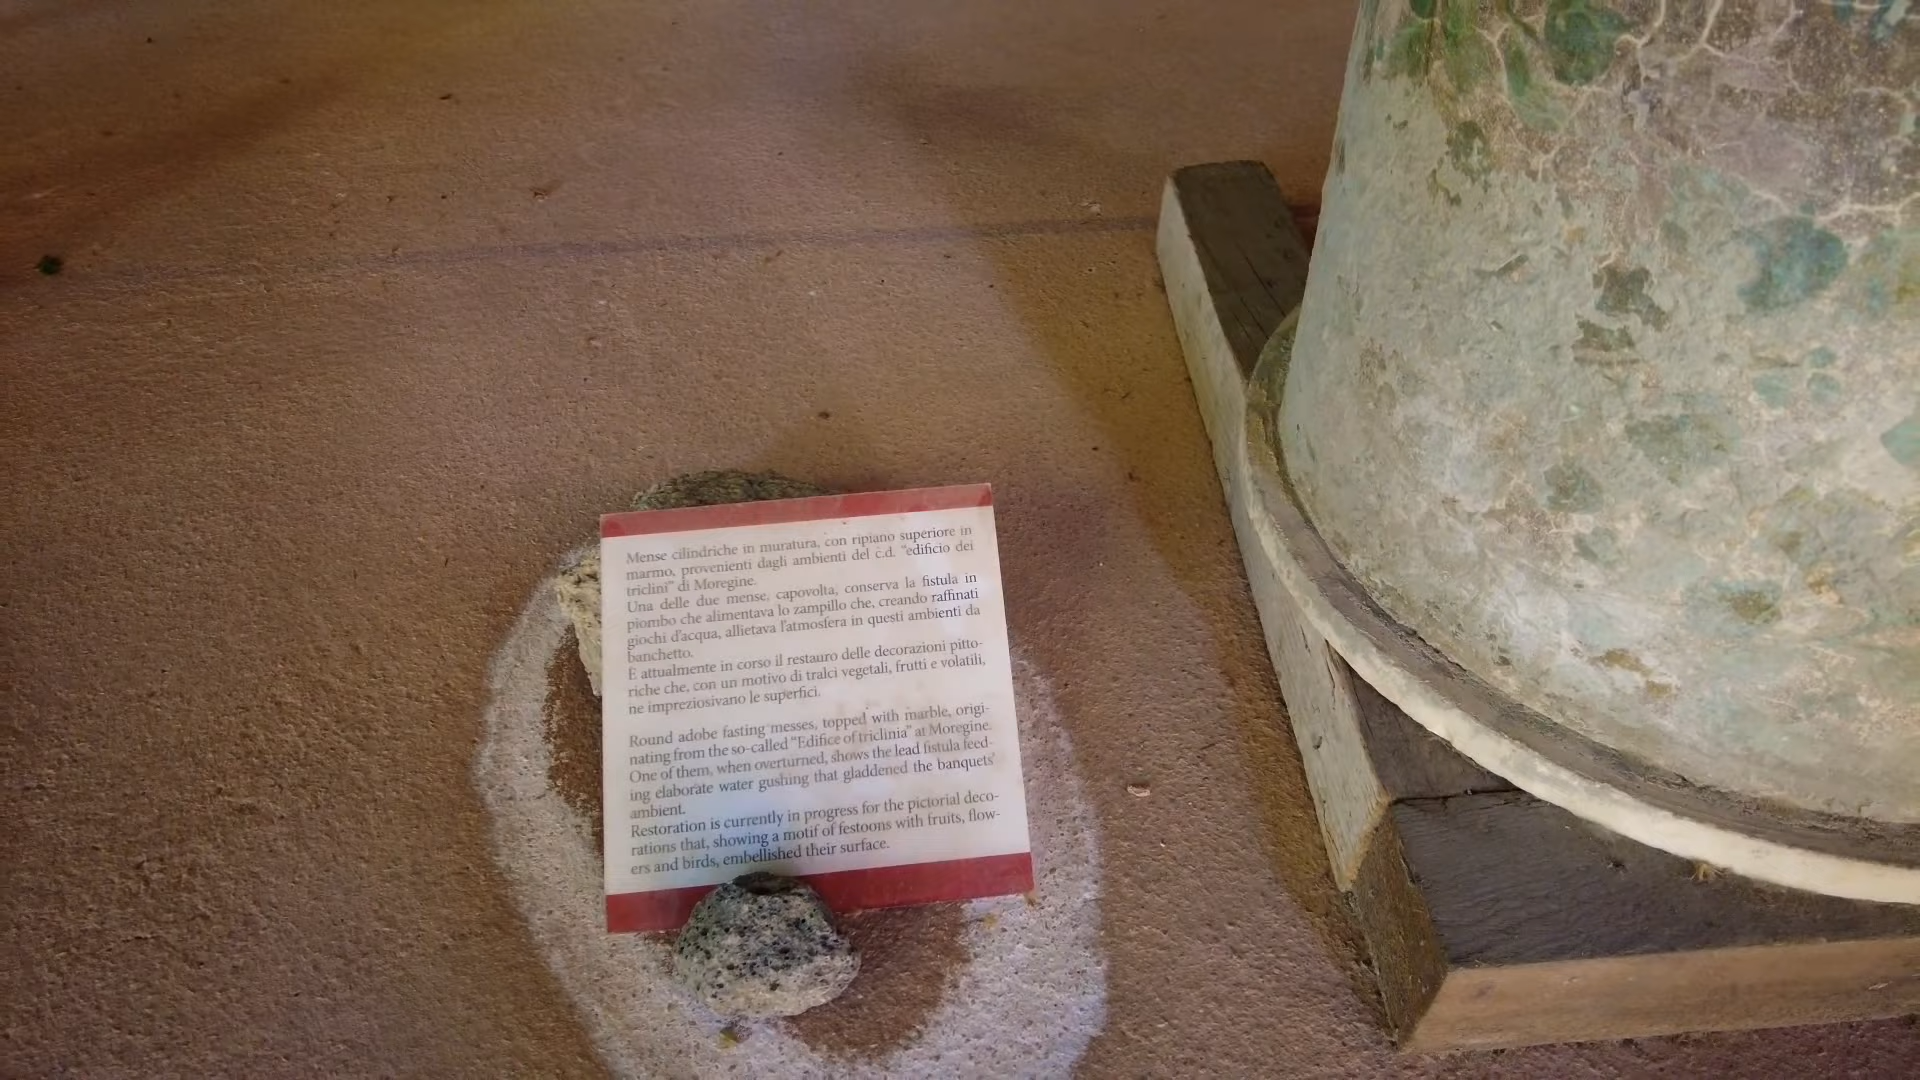 Mense cilindriche in muratura, con ripiano superiore in
marmo, provenienti dagli ambienti del c.d. "edificio dei
triclini" di Moregine.
Una delle due mense, capovolta, conserva la fistula in
piombo che alimentava lo zampillo che, creando raffinati
giochi d'acqua, allietava l'atmosfera in questi ambienti da
banchetto.
È attualmente in corso il restauro delle decorazioni pitto-
riche che, con un motivo di tralci vegetali, frutti e volatili,
ne impreziosivano le superfici.
Round adobe fasting messes, topped with marble, origi-
nating from the so-called "Edifice of triclinia" at Moregine.
One of them, when overturned, shows the lead fistula feed-
ing elaborate water gushing that gladdened the banquets'
ambient.
Restoration is currently in progress for the pictorial deco-
rations that, showing a motif of festoons with fruits, flow-
ers and birds, embellished their surface.